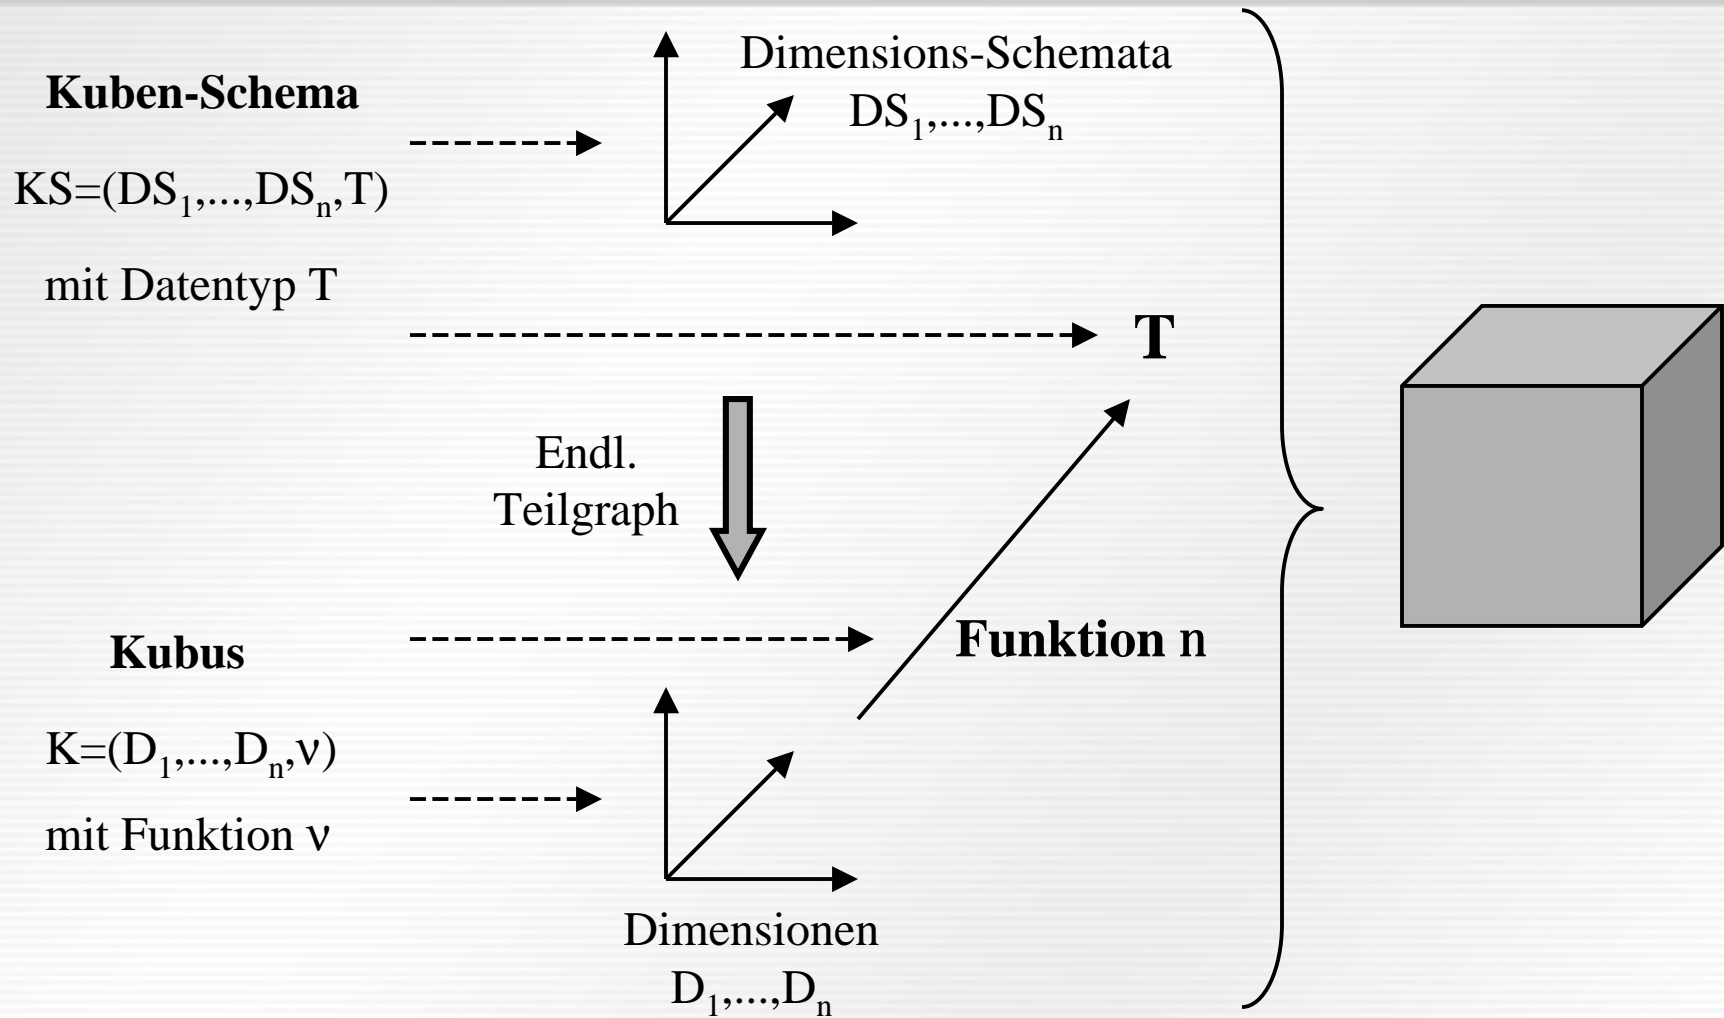 Kuben-Schema
KS=(DS₁,...,DSₙ,T)
mit Datentyp T
Dimensions-Schemata
DS₁,...,DSₙ
T
Endl.
Teilgraph
Kubus
K=(D₁,...,Dₙ,ν)
mit Funktion ν
Funktion n
Dimensionen
D₁,...,Dₙ